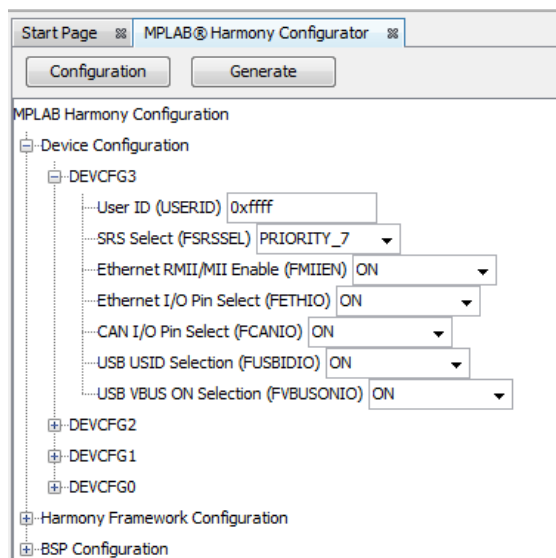 Start Page MPLAB® Harmony Configurator
Configuration Generate
MPLAB Harmony Configuration
Device Configuration
DEVCFG3
User ID (USERID) 0xffff
SRS Select (FSRSSEL) PRIORITY_7
Ethernet RMII/MII Enable (FMIIEN) ON
Ethernet I/O Pin Select (FETHIO) ON
CAN I/O Pin Select (FCANIO) ON
USB USID Selection (FUSBIDIO) ON
USB VBUS ON Selection (FVBUSONIO) ON
DEVCFG2
DEVCFG1
DEVCFG0
Harmony Framework Configuration
BSP Configuration